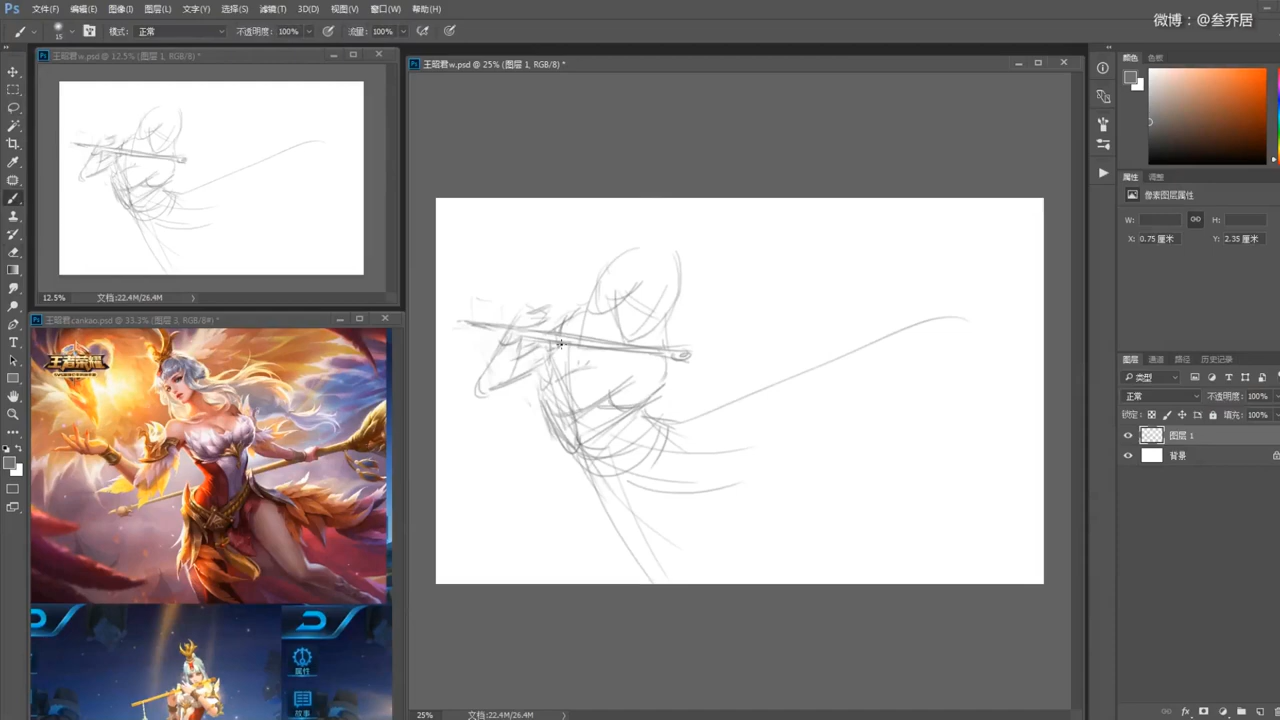 Ps 文件(F) 编辑(E) 图像(I) 图层(L) 文字(Y) 选择(S) 滤镜(T) 3D(D) 视图(V) 窗口(W) 帮助(H)
微博：@叁乔居
15 模式： 正常 不透明度： 100% 流量： 100%
王昭君w.psd @ 12.5% (图层 1, RGB/8) *
12.5% 文档:22.4M/26.4M
王昭君cankao.psd @ 33.3% (图层 3, RGB/8#) *
王者荣耀
属性
故事
王昭君w.psd @ 25% (图层 1, RGB/8) *
25% 文档:22.4M/26.4M
颜色 色板
属性 调整
像素图层属性
W: H:
X: 0.75 厘米 Y: 2.35 厘米
图层 通道 路径 历史记录
类型
正常 不透明度: 100%
锁定: 填充: 100%
图层 1
背景